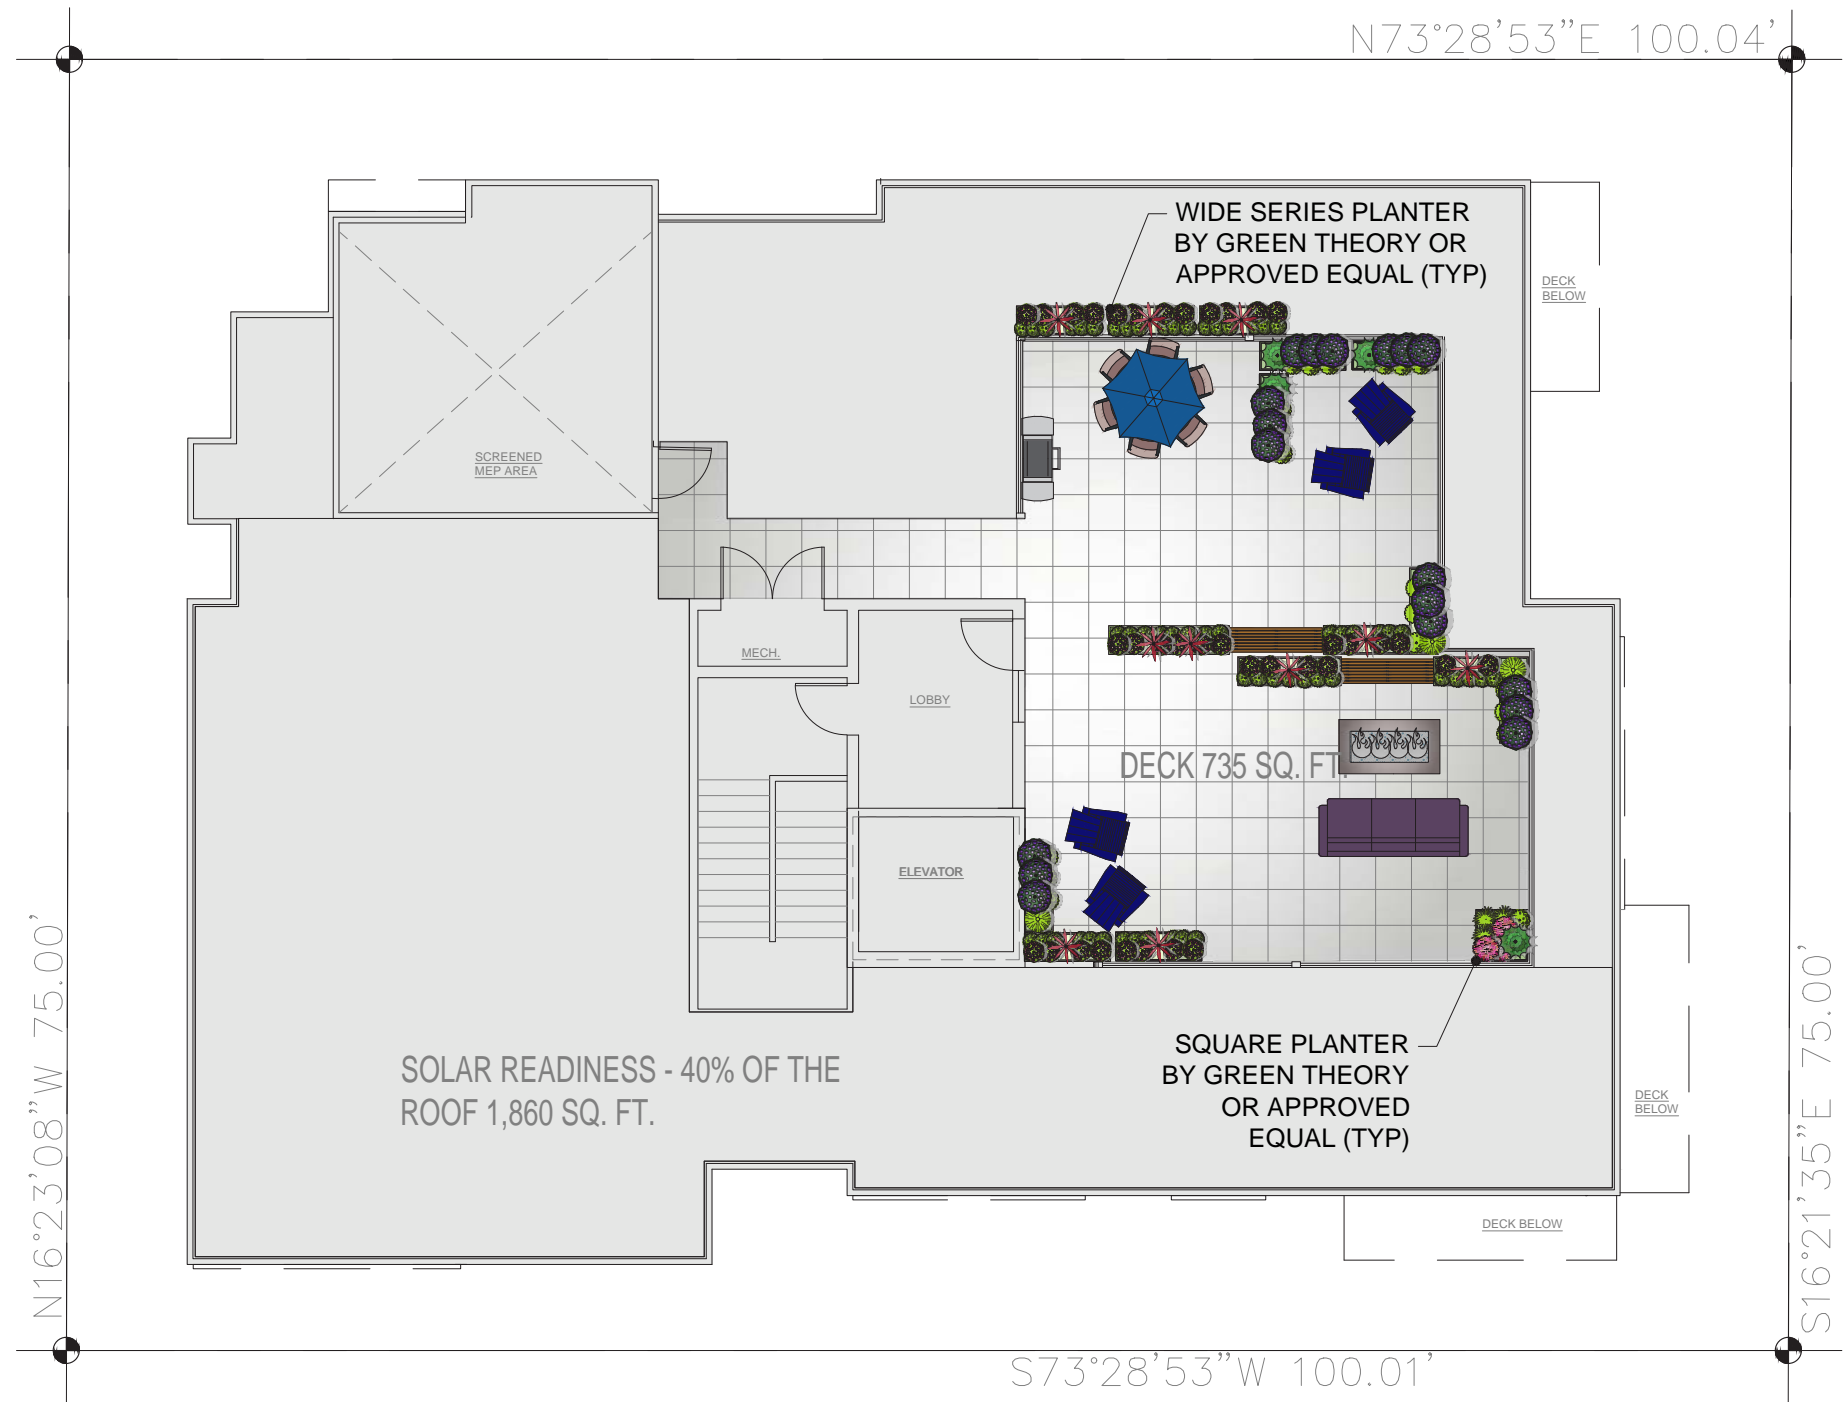 N73°28'53"E 100.04'
WIDE SERIES PLANTER
BY GREEN THEORY OR
APPROVED EQUAL (TYP)
DECK
BELOW
SCREENED
MEP AREA
MECH.
LOBBY
DECK 735 SQ. FT.
ELEVATOR
N16°23'08"W 75.00'
S16°21'35"E 75.00'
SOLAR READINESS - 40% OF THE
ROOF 1,860 SQ. FT.
SQUARE PLANTER
BY GREEN THEORY
OR APPROVED
EQUAL (TYP)
DECK
BELOW
DECK BELOW
S73°28'53"W 100.01'